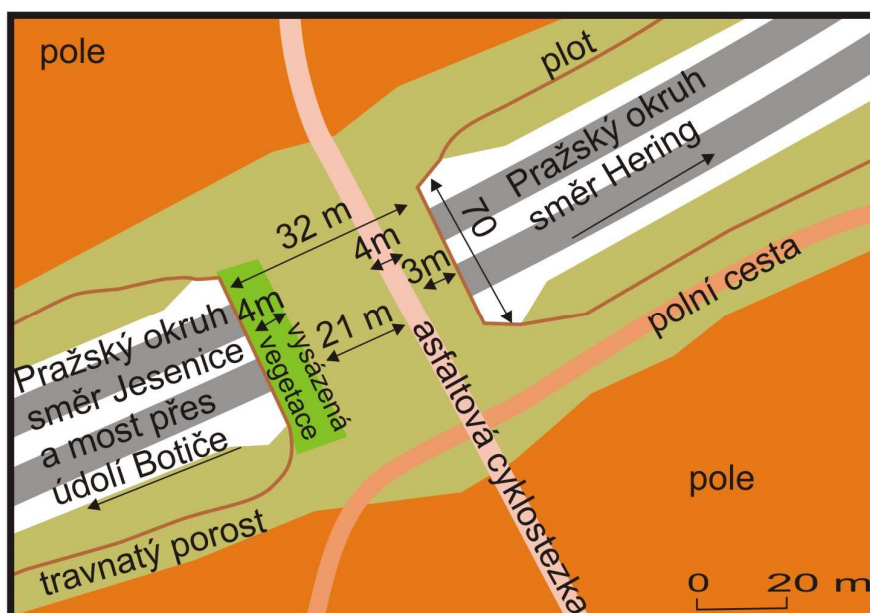 pole
plot
Pražský okruh
směr Hering
32 m
70
4m
3m
4m
21 m
vysázená
vegetace
Pražský okruh
směr Jesenice
a most přes
údolí Botiče
asfaltová cyklostezka
polní cesta
pole
travnatý porost
0 20 m